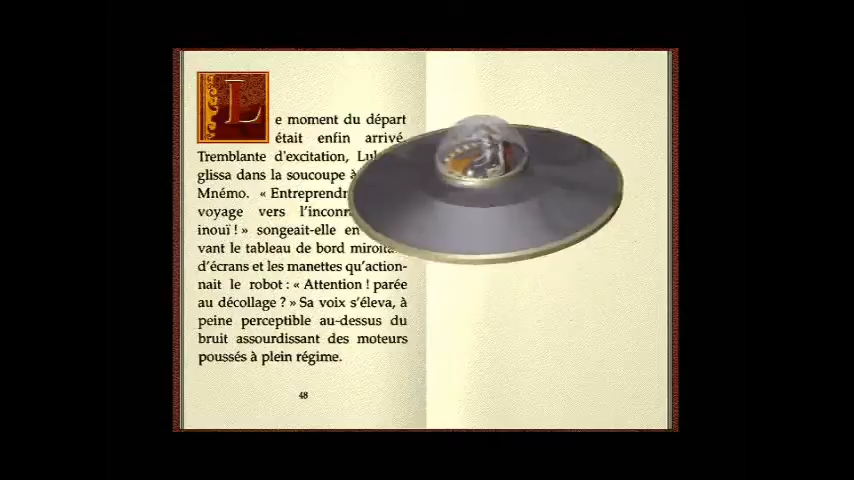 Le moment du départ
était enfin arrivé.
Tremblante d'excitation, Lul
glissa dans la soucoupe à
Mnémo. « Entreprendr
voyage vers l'inconn
inouï ! » songeait-elle en
vant le tableau de bord miroita
d'écrans et les manettes qu'action-
nait le robot : « Attention ! parée
au décollage ? » Sa voix s'éleva, à
peine perceptible au-dessus du
bruit assourdissant des moteurs
poussés à plein régime.
48